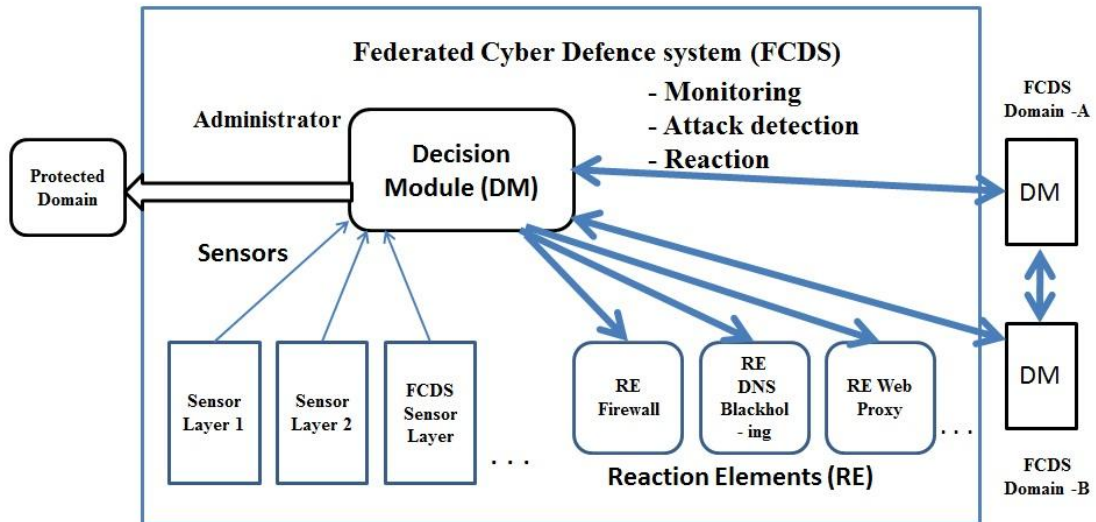 Federated Cyber Defence system (FCDS)
- Monitoring
- Attack detection
- Reaction
Administrator
Decision
Module (DM)
Protected
Domain
Sensors
FCDS
Domain -A
DM
DM
FCDS
Domain -B
Sensor
Layer 1
Sensor
Layer 2
FCDS
Sensor
Layer
. . .
RE
Firewall
RE
DNS
Blackhol
- ing
RE Web
Proxy
. . .
Reaction Elements (RE)